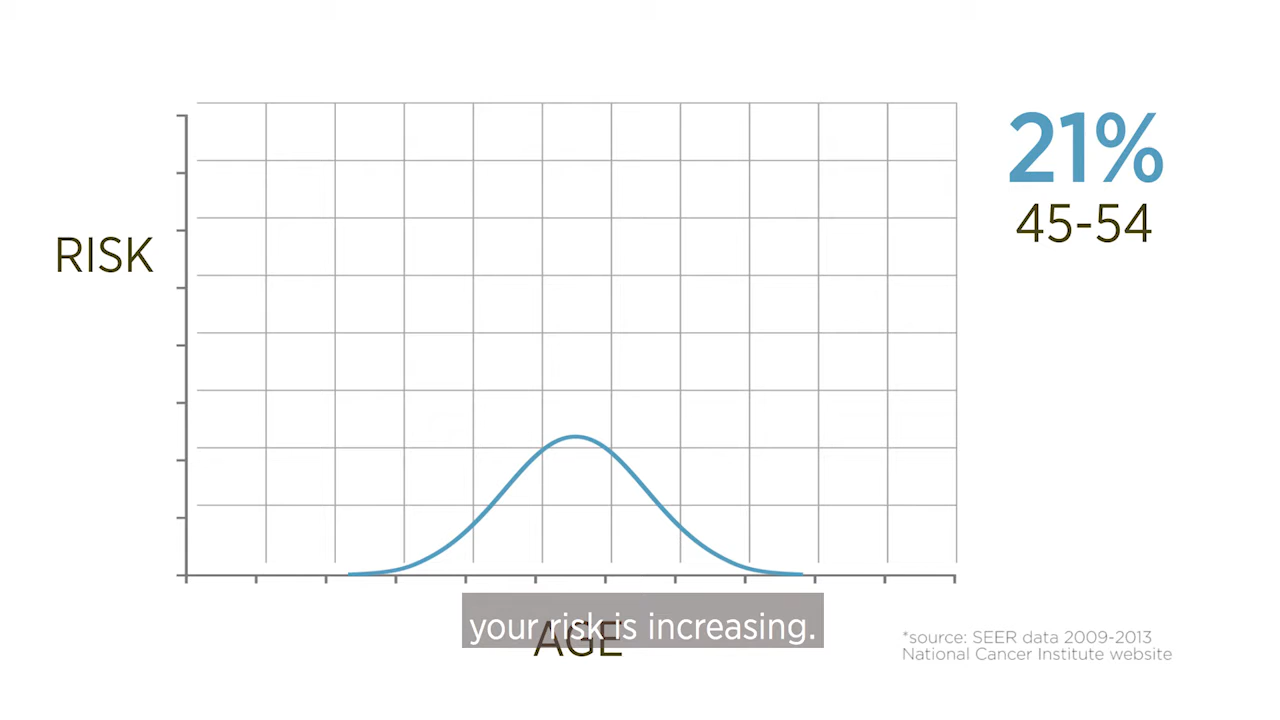 21%
45-54
RISK
your risk is increasing.
AGE
*source: SEER data 2009-2013
National Cancer Institute website